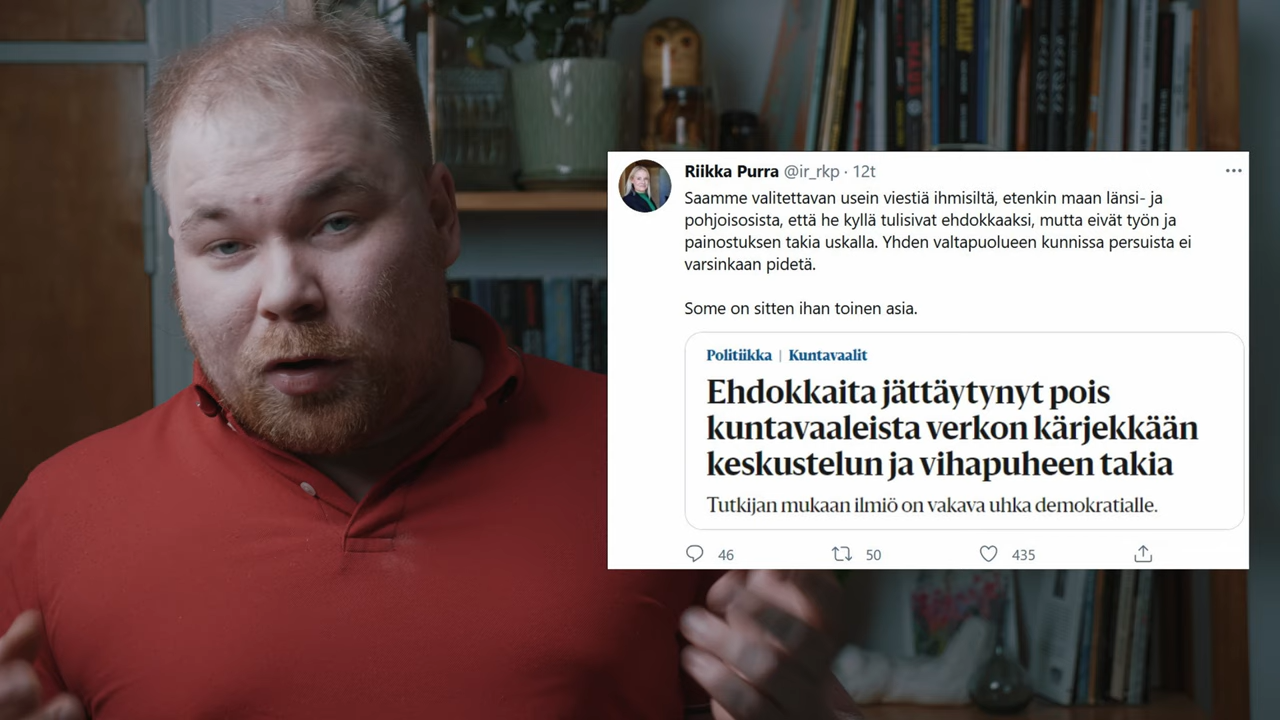 Riikka Purra @ir_rkp · 12t
Saamme valitettavan usein viestiä ihmisiltä, etenkin maan länsi- ja
pohjoisosista, että he kyllä tulisivat ehdokkaaksi, mutta eivät työn ja
painostuksen takia uskalla. Yhden valtapuolueen kunnissa persuista ei
varsinkaan pidetä.
Some on sitten ihan toinen asia.
Politiikka | Kuntavaalit
Ehdokkaita jättäytynyt pois
kuntavaaleista verkon kärjekkään
keskustelun ja vihapuheen takia
Tutkijan mukaan ilmiö on vakava uhka demokratialle.
46 50 435